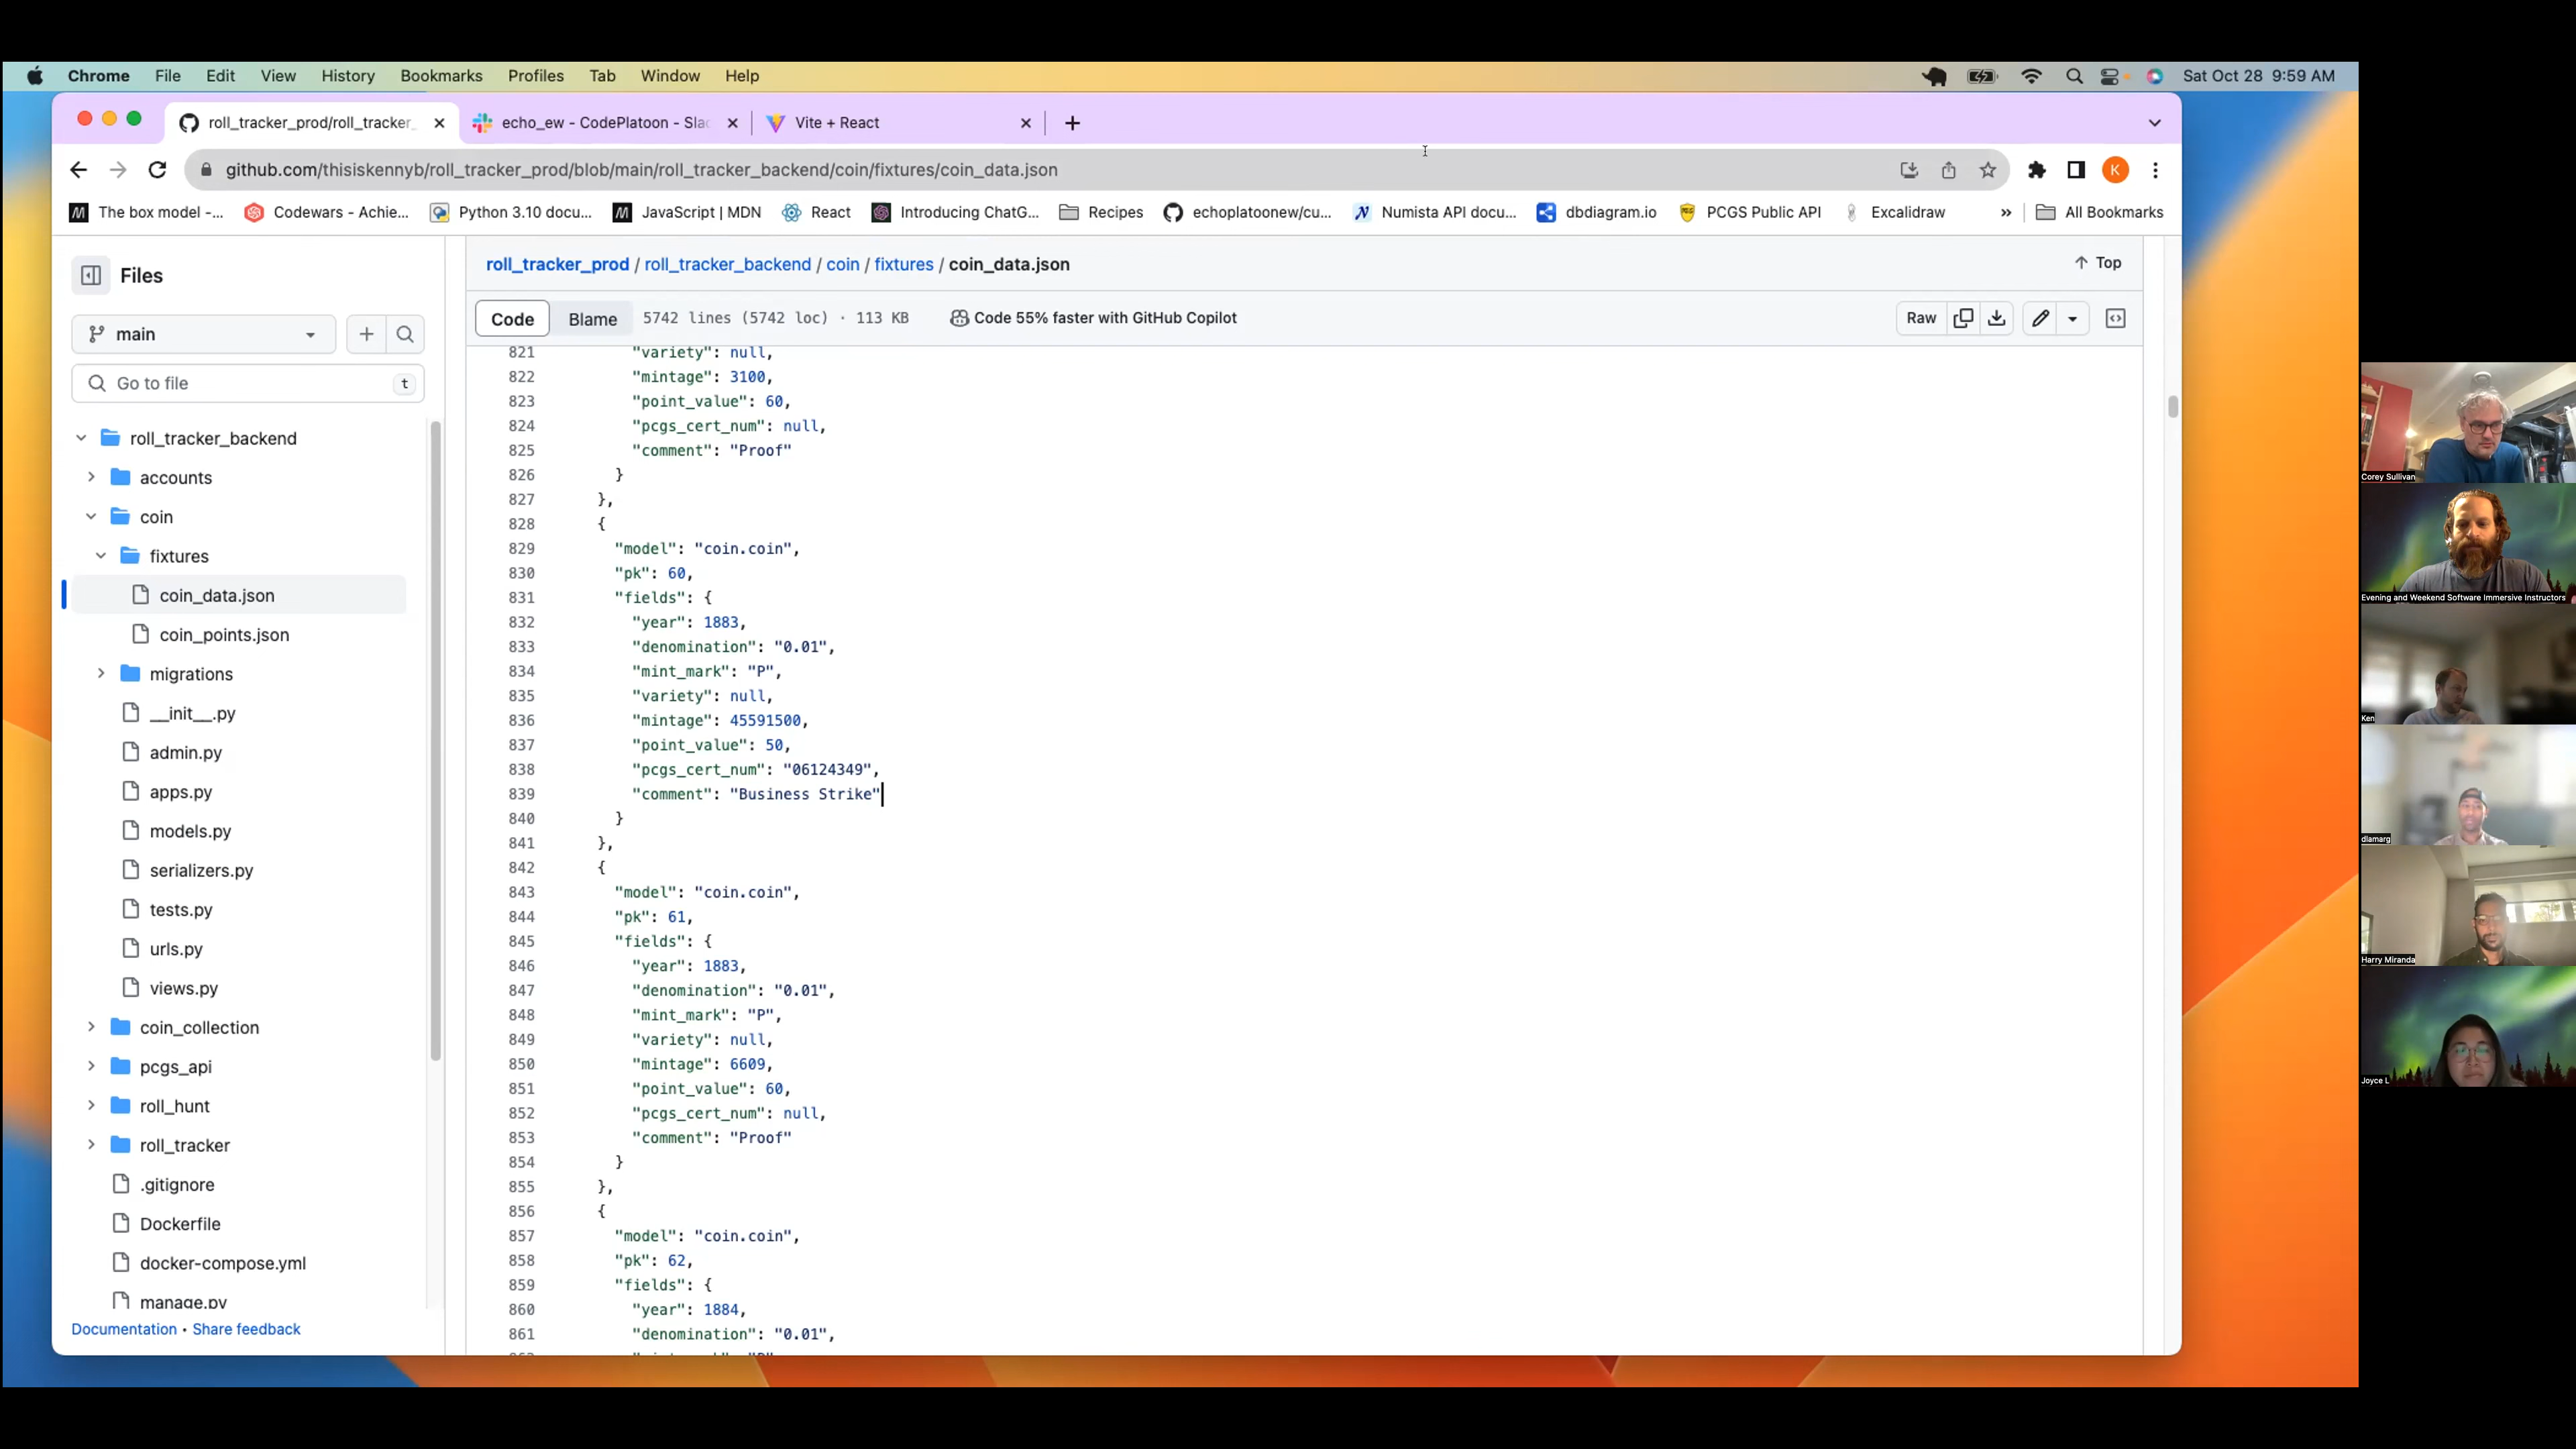 Chrome File Edit View History Bookmarks Profiles Tab Window Help Sat Oct 28 9:59 AM
roll_tracker_prod/roll_tracker_ echo_ew - CodePlatoon - Sla Vite + React
github.com/thisiskennyb/roll_tracker_prod/blob/main/roll_tracker_backend/coin/fixtures/coin_data.json K
The box model -... Codewars - Achie... Python 3.10 docu... JavaScript | MDN React Introducing ChatG... Recipes echoplatoonew/cu... Numista API docu... dbdiagram.io PCGS Public API Excalidraw » All Bookmarks
Files
main
Go to file t
roll_tracker_backend
accounts
coin
fixtures
coin_data.json
coin_points.json
migrations
__init__.py
admin.py
apps.py
models.py
serializers.py
tests.py
urls.py
views.py
coin_collection
pcgs_api
roll_hunt
roll_tracker
.gitignore
Dockerfile
docker-compose.yml
manage.py
Documentation • Share feedback
roll_tracker_prod / roll_tracker_backend / coin / fixtures / coin_data.json Top
Code Blame 5742 lines (5742 loc) · 113 KB Code 55% faster with GitHub Copilot Raw
821 "variety": null,
822 "mintage": 3100,
823 "point_value": 60,
824 "pcgs_cert_num": null,
825 "comment": "Proof"
826 }
827 },
828 {
829 "model": "coin.coin",
830 "pk": 60,
831 "fields": {
832 "year": 1883,
833 "denomination": "0.01",
834 "mint_mark": "P",
835 "variety": null,
836 "mintage": 45591500,
837 "point_value": 50,
838 "pcgs_cert_num": "06124349",
839 "comment": "Business Strike"
840 }
841 },
842 {
843 "model": "coin.coin",
844 "pk": 61,
845 "fields": {
846 "year": 1883,
847 "denomination": "0.01",
848 "mint_mark": "P",
849 "variety": null,
850 "mintage": 6609,
851 "point_value": 60,
852 "pcgs_cert_num": null,
853 "comment": "Proof"
854 }
855 },
856 {
857 "model": "coin.coin",
858 "pk": 62,
859 "fields": {
860 "year": 1884,
861 "denomination": "0.01",
Corey Sullivan
Evening and Weekend Software Immersive Instructors
Ken
dlamarg
Harry Miranda
Joyce L